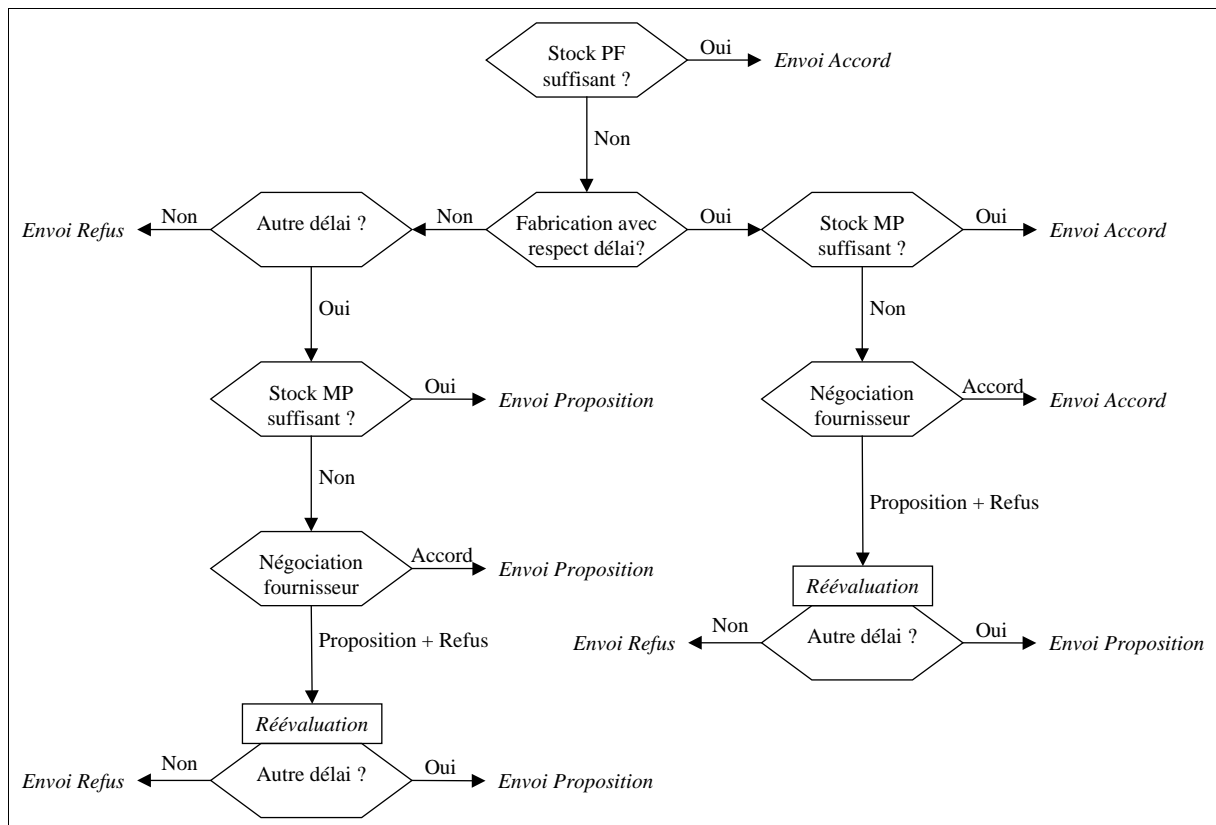 Stock PF
suffisant ?
Oui
Envoi Accord
Non
Envoi Refus
Non
Autre délai ?
Non
Fabrication avec
respect délai?
Oui
Stock MP
suffisant ?
Oui
Envoi Accord
Oui
Non
Stock MP
suffisant ?
Oui
Envoi Proposition
Négociation
fournisseur
Accord
Envoi Accord
Non
Proposition + Refus
Négociation
fournisseur
Accord
Envoi Proposition
Réévaluation
Proposition + Refus
Envoi Refus
Non
Autre délai ?
Oui
Envoi Proposition
Réévaluation
Envoi Refus
Non
Autre délai ?
Oui
Envoi Proposition